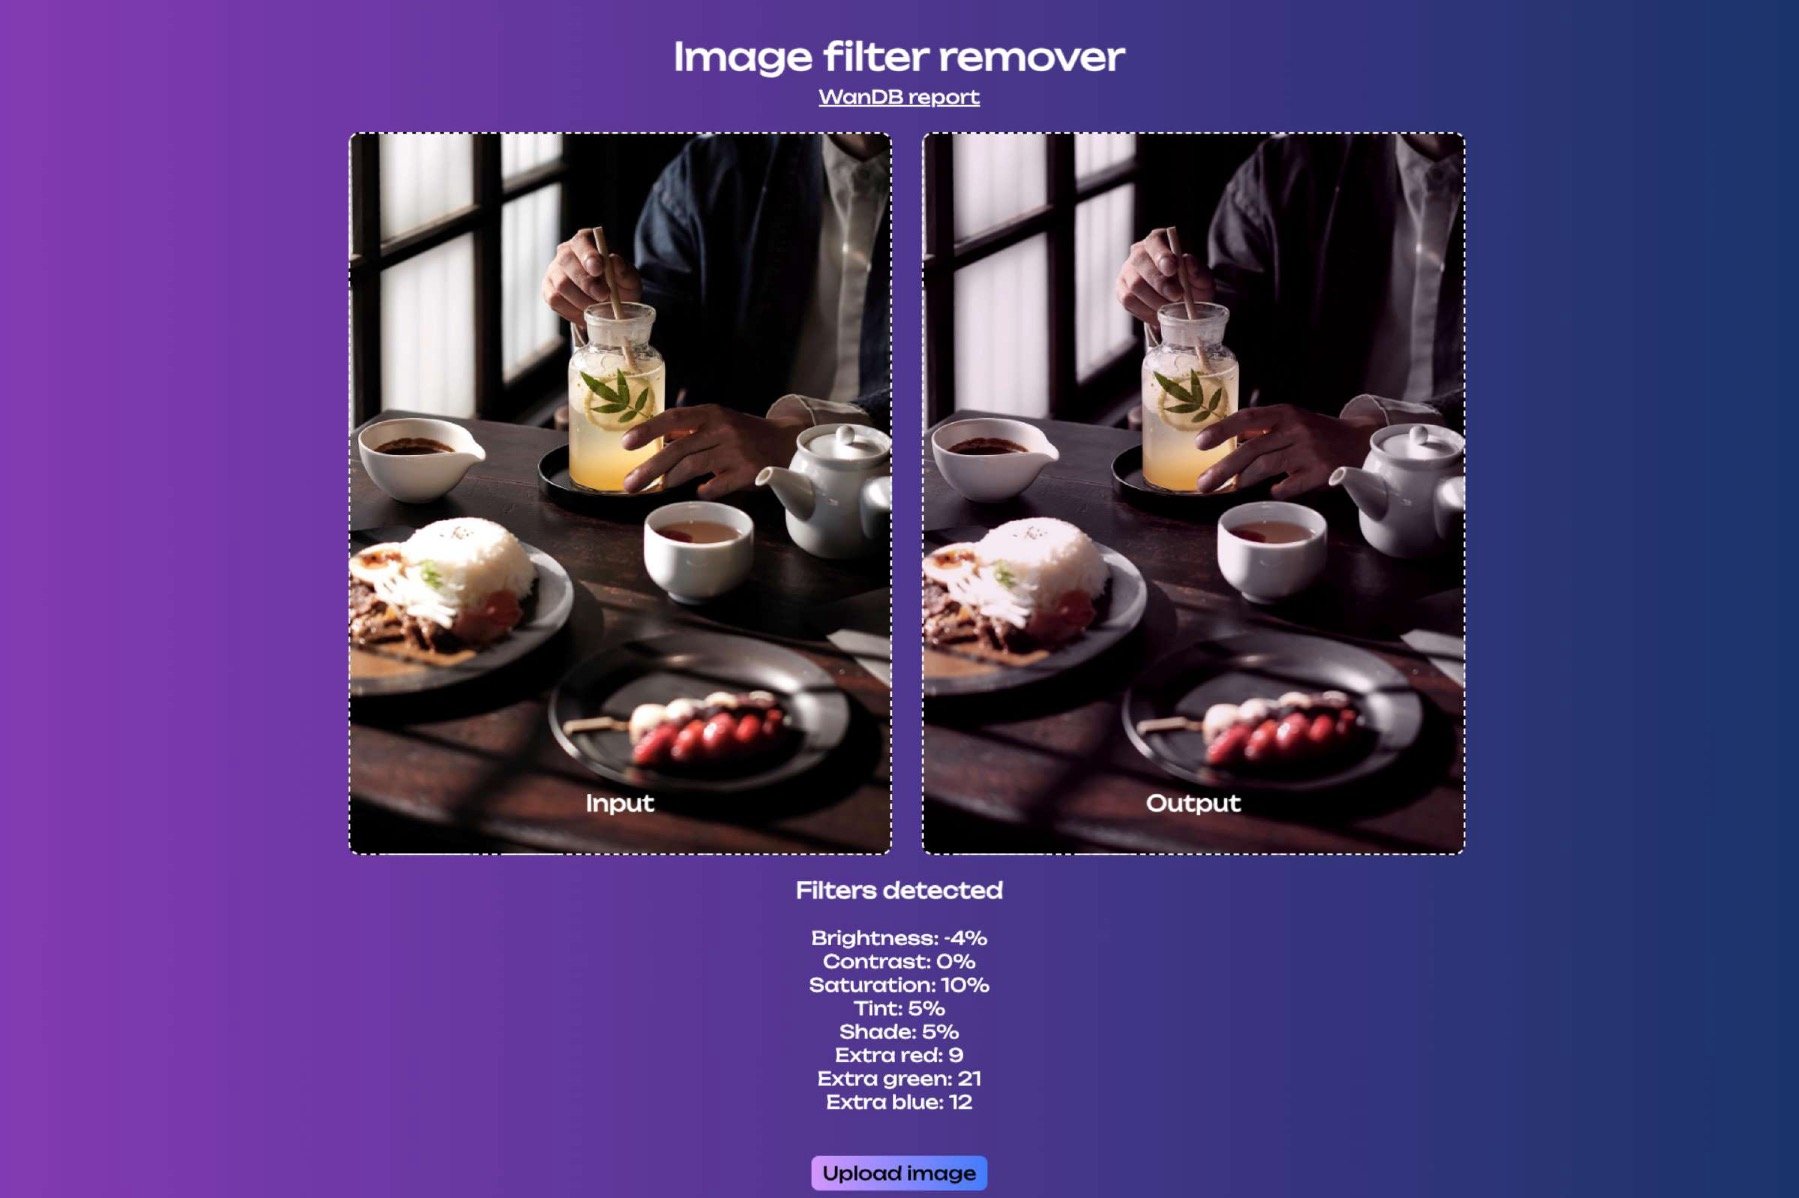 Image filter remover
WanDB report
Input
Output
Filters detected
Brightness: -4%
Contrast: 0%
Saturation: 10%
Tint: 5%
Shade: 5%
Extra red: 9
Extra green: 21
Extra blue: 12
Upload image